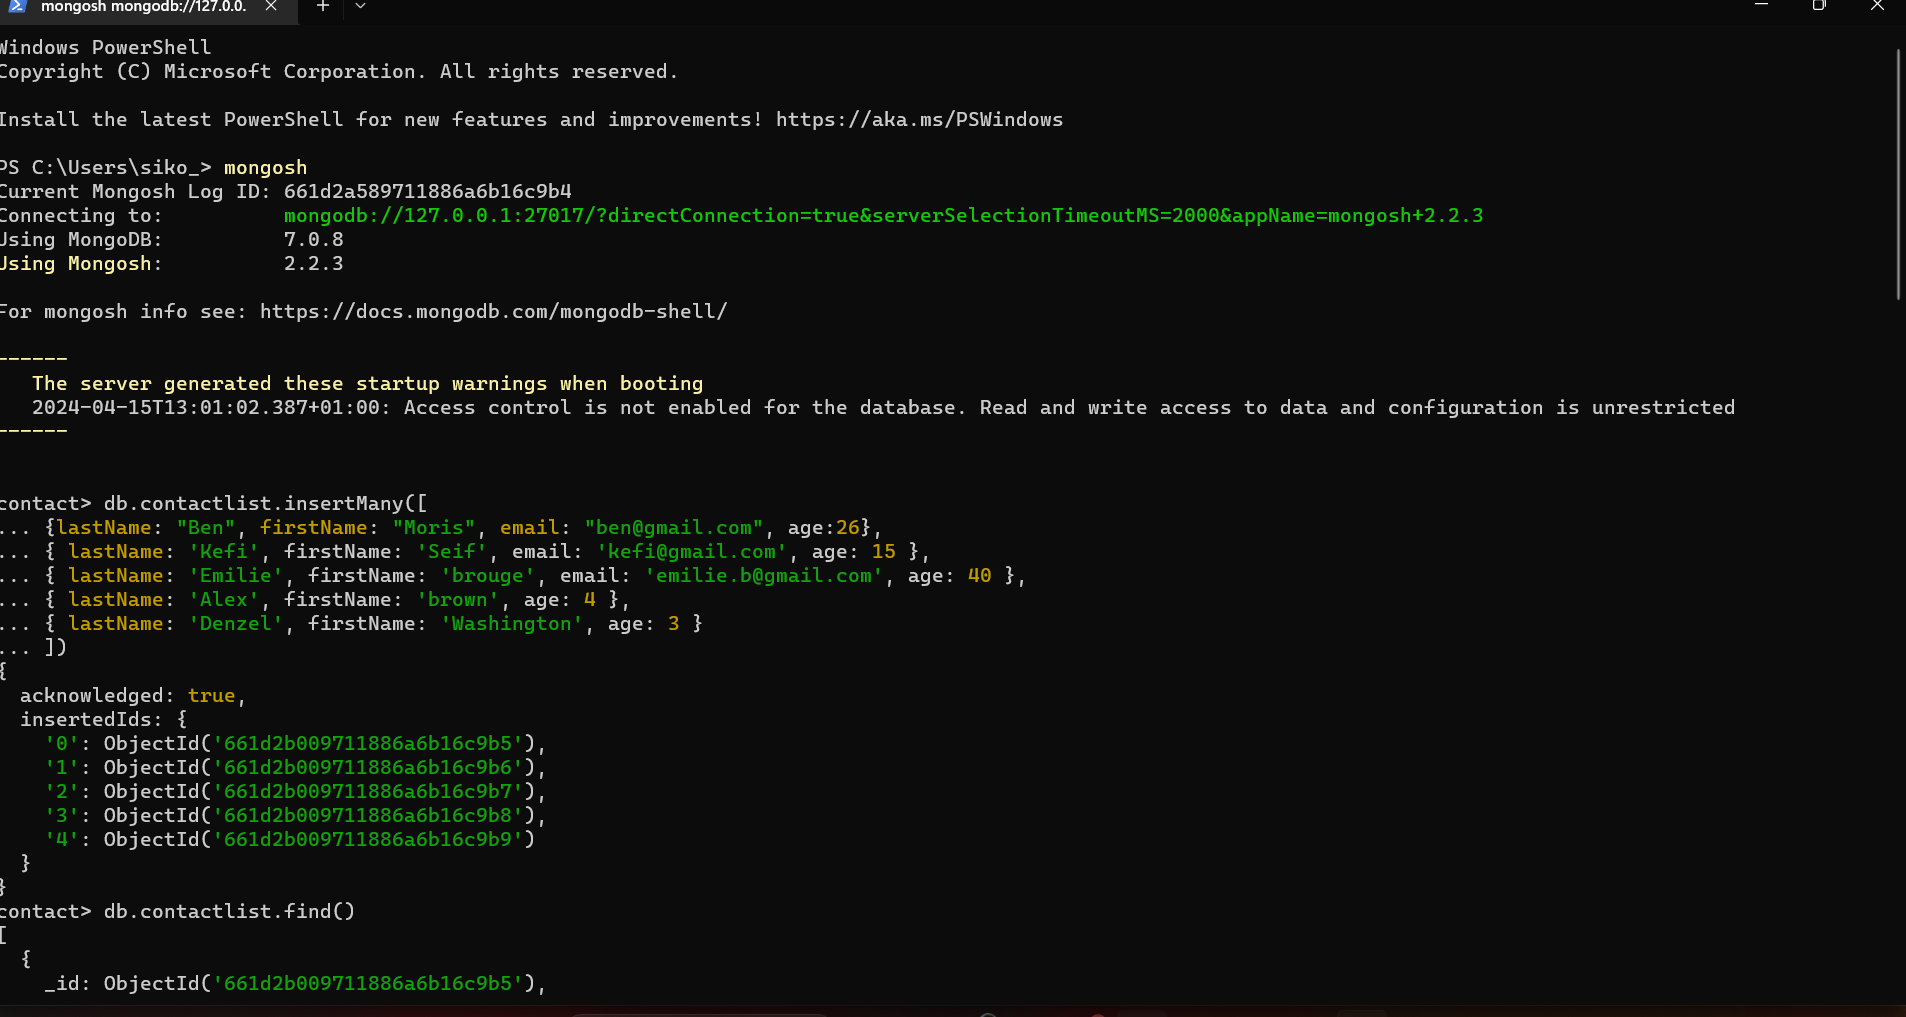 mongosh mongodb://127.0.0.
Windows PowerShell
Copyright (C) Microsoft Corporation. All rights reserved.
Install the latest PowerShell for new features and improvements! https://aka.ms/PSWindows
PS C:\Users\siko_> mongosh
Current Mongosh Log ID: 661d2a589711886a6b16c9b4
Connecting to:          mongodb://127.0.0.1:27017/?directConnection=true&serverSelectionTimeoutMS=2000&appName=mongosh+2.2.3
Using MongoDB:          7.0.8
Using Mongosh:          2.2.3
For mongosh info see: https://docs.mongodb.com/mongodb-shell/
------
   The server generated these startup warnings when booting
   2024-04-15T13:01:02.387+01:00: Access control is not enabled for the database. Read and write access to data and configuration is unrestricted
------
contact> db.contactlist.insertMany([
... {lastName: "Ben", firstName: "Moris", email: "ben@gmail.com", age:26},
... { lastName: 'Kefi', firstName: 'Seif', email: 'kefi@gmail.com', age: 15 },
... { lastName: 'Emilie', firstName: 'brouge', email: 'emilie.b@gmail.com', age: 40 },
... { lastName: 'Alex', firstName: 'brown', age: 4 },
... { lastName: 'Denzel', firstName: 'Washington', age: 3 }
... ])
{
  acknowledged: true,
  insertedIds: {
    '0': ObjectId('661d2b009711886a6b16c9b5'),
    '1': ObjectId('661d2b009711886a6b16c9b6'),
    '2': ObjectId('661d2b009711886a6b16c9b7'),
    '3': ObjectId('661d2b009711886a6b16c9b8'),
    '4': ObjectId('661d2b009711886a6b16c9b9')
  }
}
contact> db.contactlist.find()
[
  {
    _id: ObjectId('661d2b009711886a6b16c9b5'),